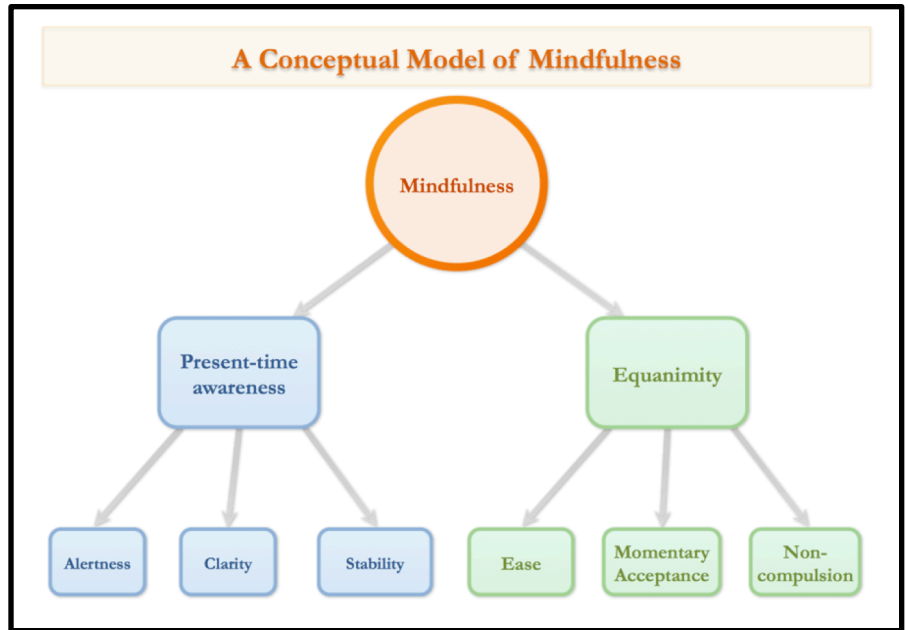 A Conceptual Model of Mindfulness
Mindfulness
Present-time
awareness
Equanimity
Alertness
Clarity
Stability
Ease
Momentary
Acceptance
Non-
compulsion